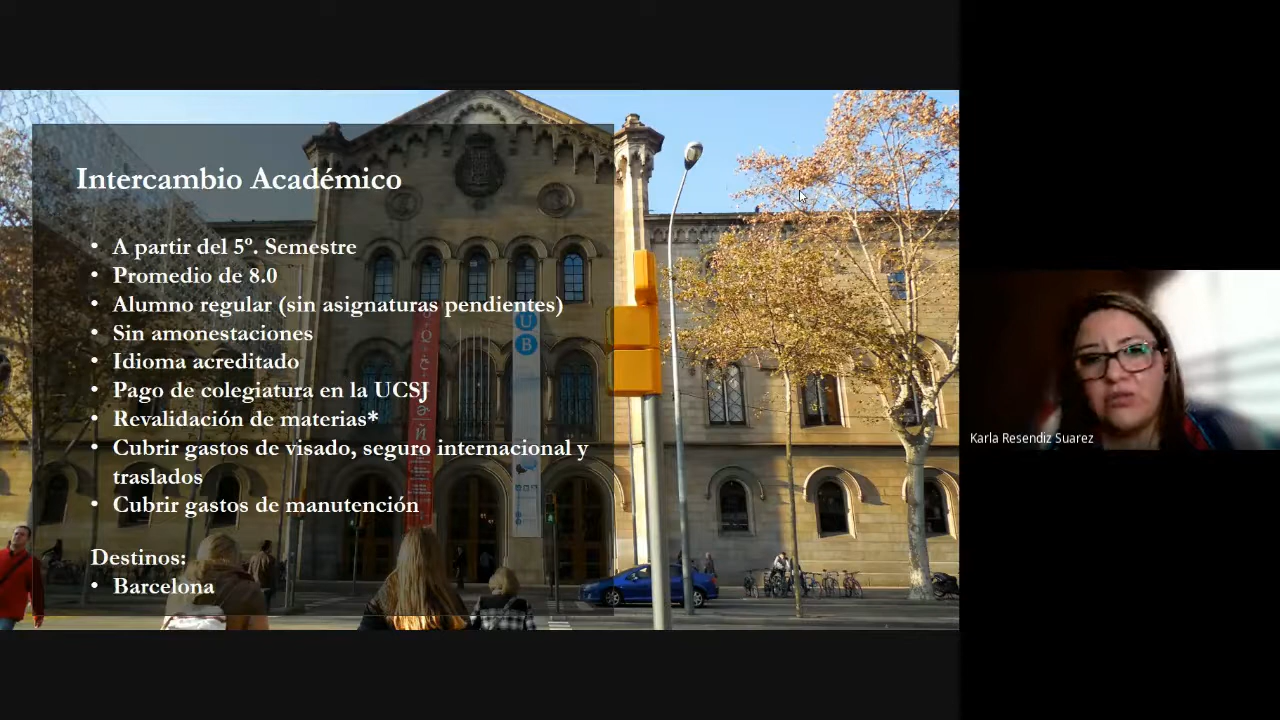 Intercambio Académico
• A partir del 5º. Semestre
• Promedio de 8.0
• Alumno regular (sin asignaturas pendientes)
• Sin amonestaciones
• Idioma acreditado
• Pago de colegiatura en la UCSJ
• Revalidación de materias*
• Cubrir gastos de visado, seguro internacional y
traslados
• Cubrir gastos de manutención
Destinos:
• Barcelona
U
B
Karla Resendiz Suarez